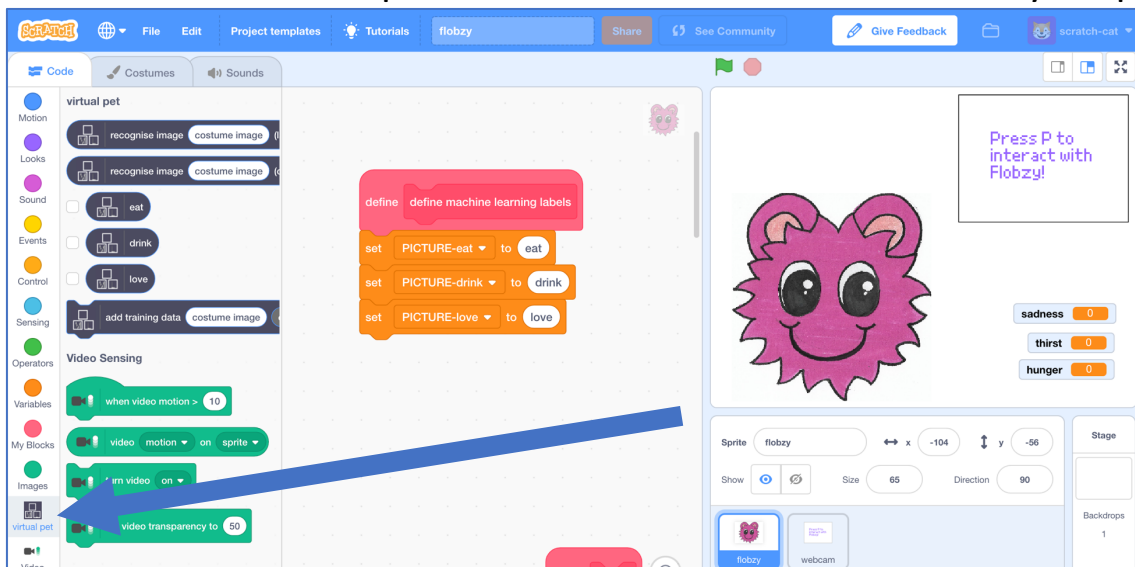 SCRATCH File Edit Project templates Tutorials flobzy Share See Community Give Feedback scratch-cat
Code Costumes Sounds
Motion
Looks
Sound
Events
Control
Sensing
Operators
Variables
My Blocks
Images
virtual pet
virtual pet
recognise image costume image
recognise image costume image
eat
drink
love
add training data costume image
Video Sensing
when video motion > 10
video motion on sprite
turn video on
video transparency to 50
define define machine learning labels
set PICTURE-eat to eat
set PICTURE-drink to drink
set PICTURE-love to love
Press P to
interact with
Flobzy!
sadness 0
thirst 0
hunger 0
Sprite flobzy x -104 y -56
Show Size 65 Direction 90
flobzy webcam
Stage
Backdrops
1